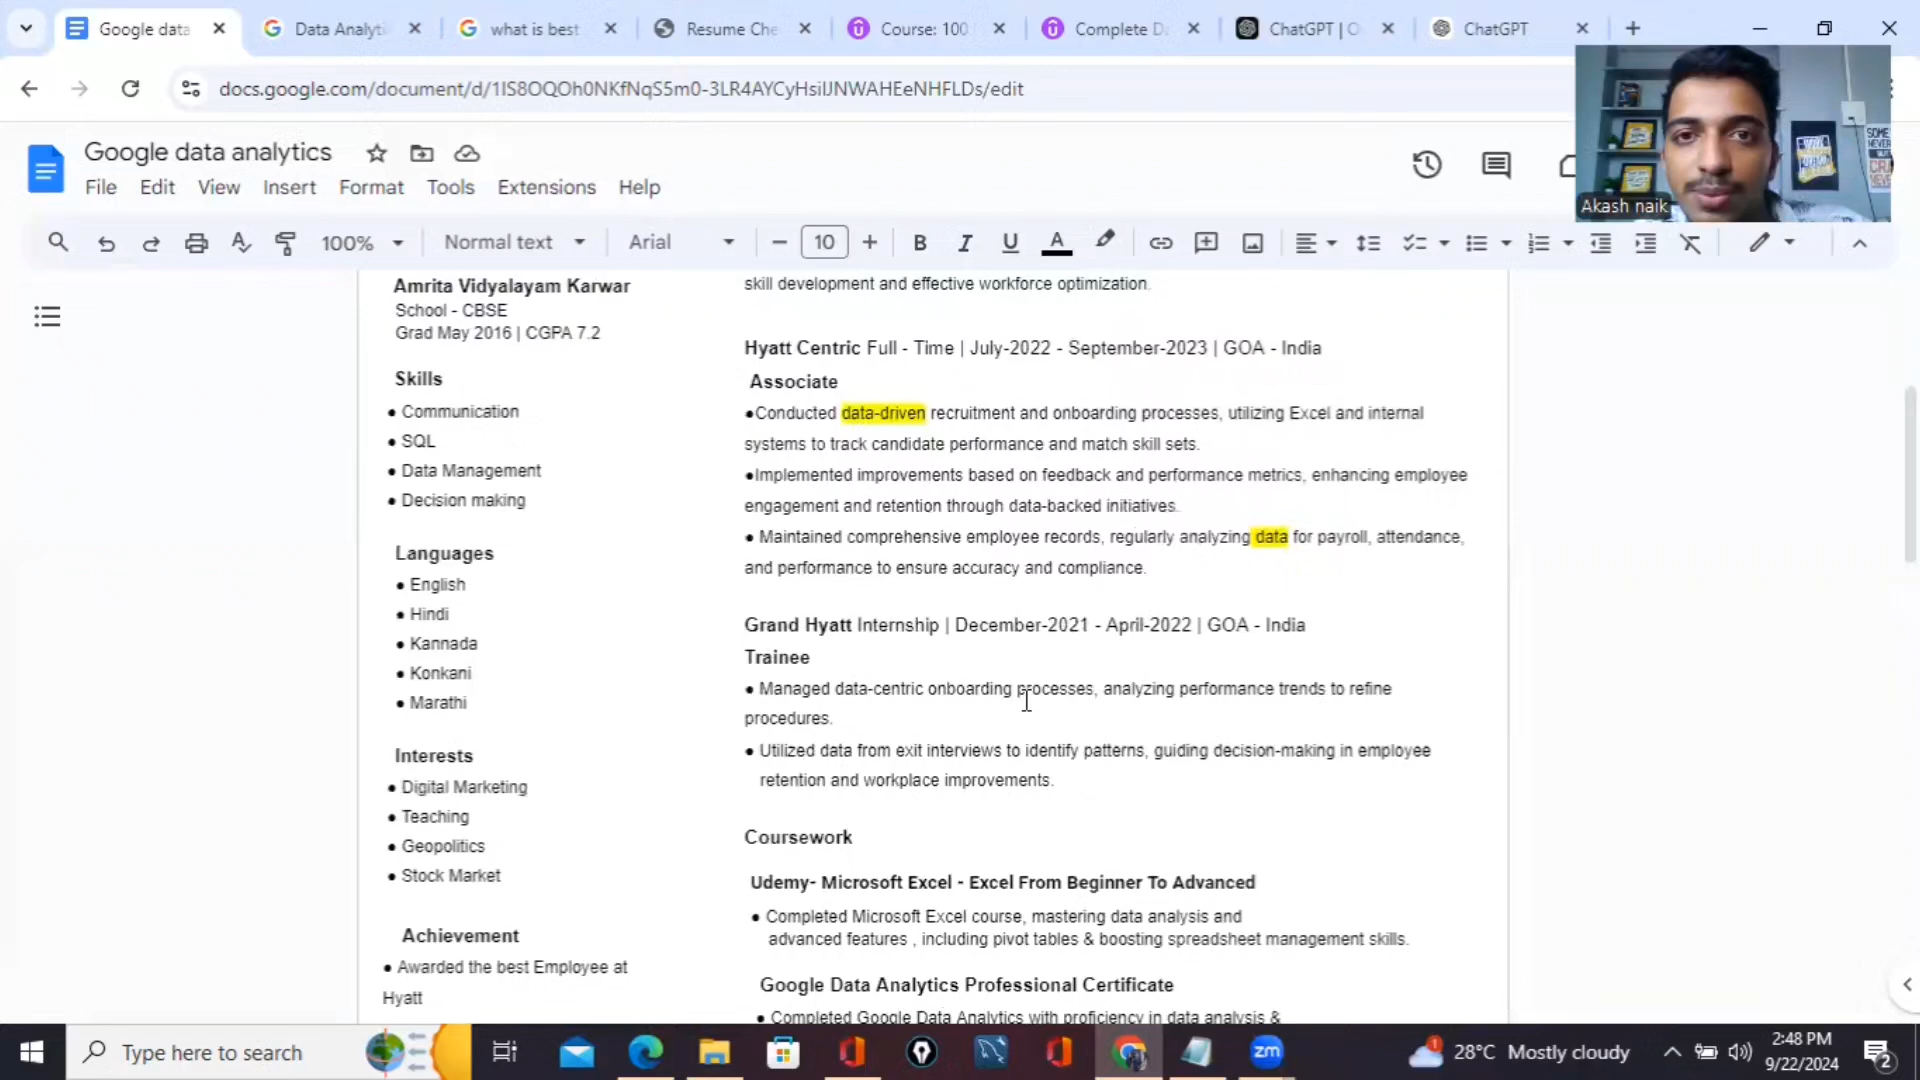 Google data
Data Analyti
what is best
Resume Che
Course: 100
Complete D
ChatGPT | O
ChatGPT
docs.google.com/document/d/1IS8OQOh0NKfNqS5m0-3LR4AYCyHsiIJNWAHEeNHFLDs/edit
Google data analytics
File Edit View Insert Format Tools Extensions Help
Akash naik
SOME
NEVER
100% Normal text Arial 10 B I U A
Amrita Vidyalayam Karwar
School - CBSE
Grad May 2016 | CGPA 7.2
Skills
● Communication
● SQL
● Data Management
● Decision making
Languages
● English
● Hindi
● Kannada
● Konkani
● Marathi
Interests
● Digital Marketing
● Teaching
● Geopolitics
● Stock Market
Achievement
● Awarded the best Employee at
Hyatt
skill development and effective workforce optimization.
Hyatt Centric Full - Time | July-2022 - September-2023 | GOA - India
Associate
●Conducted data-driven recruitment and onboarding processes, utilizing Excel and internal
systems to track candidate performance and match skill sets.
●Implemented improvements based on feedback and performance metrics, enhancing employee
engagement and retention through data-backed initiatives.
● Maintained comprehensive employee records, regularly analyzing data for payroll, attendance,
and performance to ensure accuracy and compliance.
Grand Hyatt Internship | December-2021 - April-2022 | GOA - India
Trainee
● Managed data-centric onboarding processes, analyzing performance trends to refine
procedures.
● Utilized data from exit interviews to identify patterns, guiding decision-making in employee
retention and workplace improvements.
Coursework
Udemy- Microsoft Excel - Excel From Beginner To Advanced
● Completed Microsoft Excel course, mastering data analysis and
advanced features , including pivot tables & boosting spreadsheet management skills.
Google Data Analytics Professional Certificate
● Completed Google Data Analytics with proficiency in data analysis &
Type here to search
zm
28°C Mostly cloudy
2:48 PM
9/22/2024
2